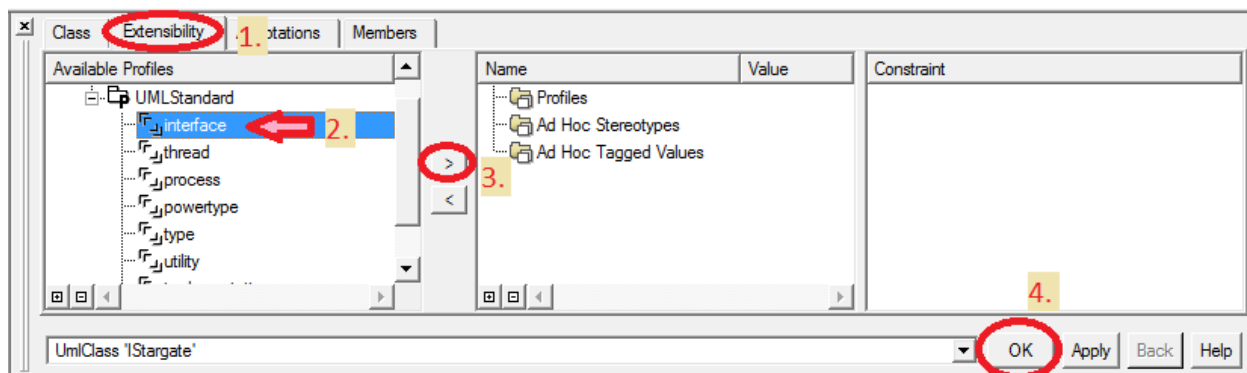 Class Extensibility 1. Members
Available Profiles Name Value Constraint
UMLStandard
interface 2.
thread
process
powertype
type
utility
Profiles
Ad Hoc Stereotypes
Ad Hoc Tagged Values
>
3.
<
4.
UmlClass 'IStargate' OK Apply Back Help